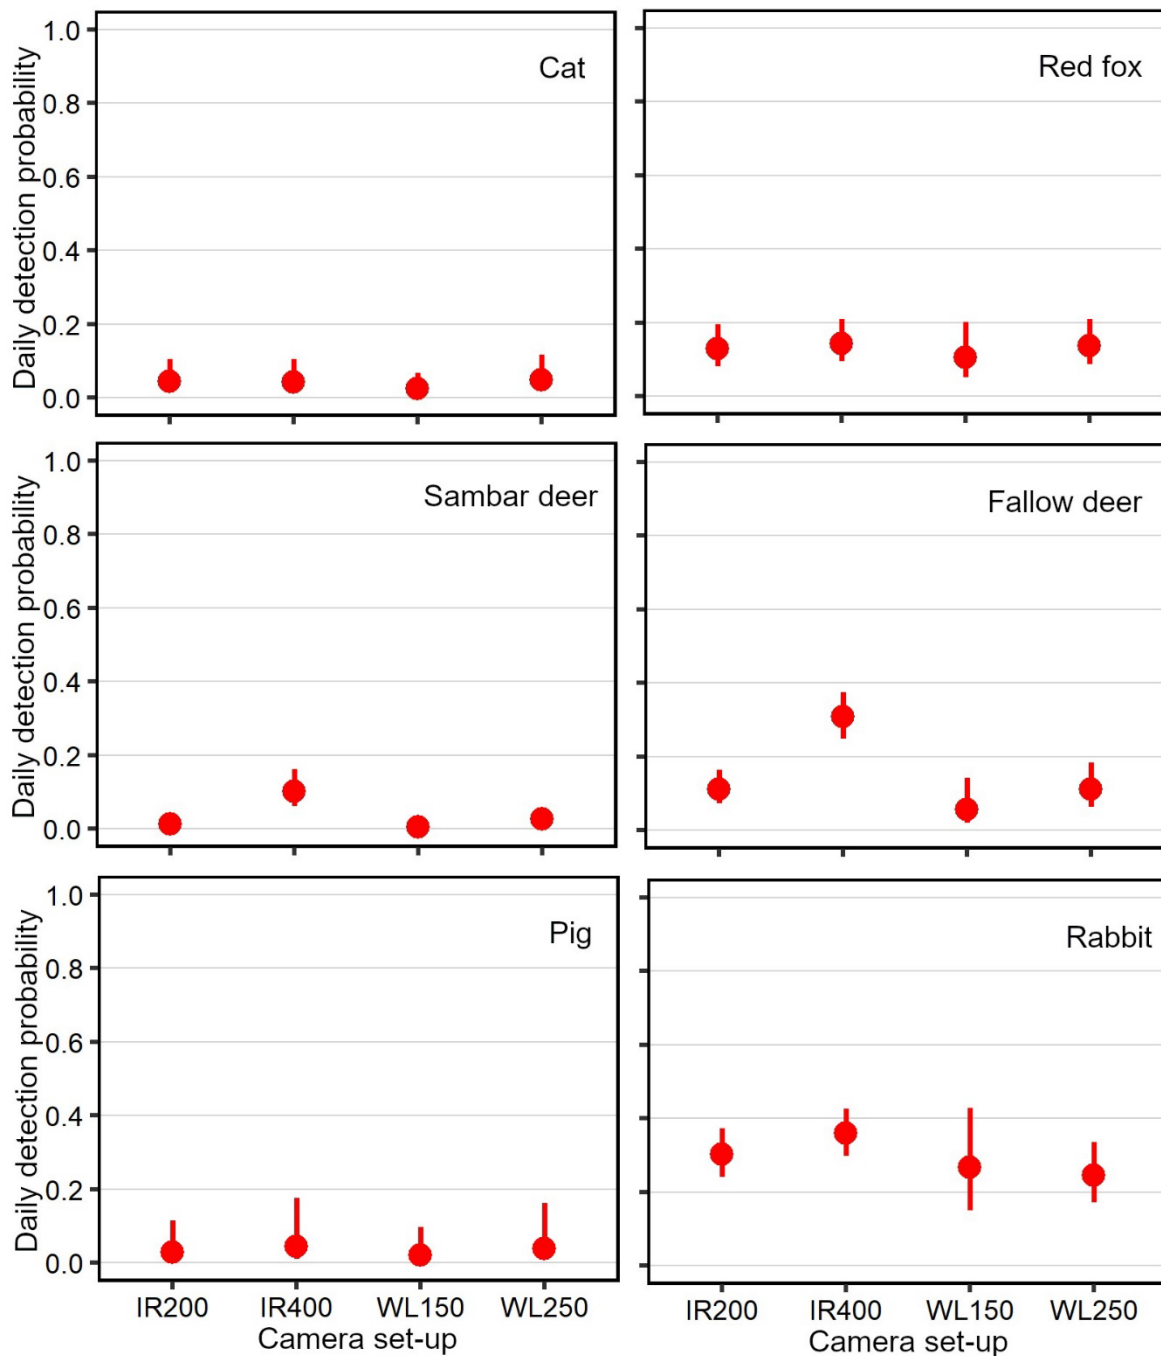 Daily detection probability
1.0
0.8
0.6
0.4
0.2
0.0
Cat
Red fox
Daily detection probability
1.0
0.8
0.6
0.4
0.2
0.0
Sambar deer
Fallow deer
Daily detection probability
1.0
0.8
0.6
0.4
0.2
0.0
Pig
Rabbit
IR200 IR400 WL150 WL250
Camera set-up
IR200 IR400 WL150 WL250
Camera set-up